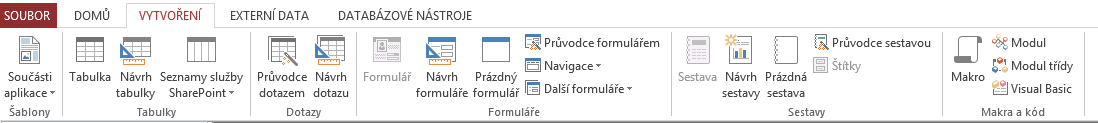 SOUBOR DOMŮ VYTVOŘENÍ EXTERNÍ DATA DATABÁZOVÉ NÁSTROJE
Součásti aplikace
Šablony
Tabulka
Návrh tabulky
Seznamy služby SharePoint
Tabulky
Průvodce dotazem
Návrh dotazu
Dotazy
Formulář
Návrh formuláře
Prázdný formulář
Průvodce formulářem
Navigace
Další formuláře
Formuláře
Sestava
Návrh sestavy
Prázdná sestava
Průvodce sestavou
Štítky
Sestavy
Makro
Modul
Modul třídy
Visual Basic
Makra a kód